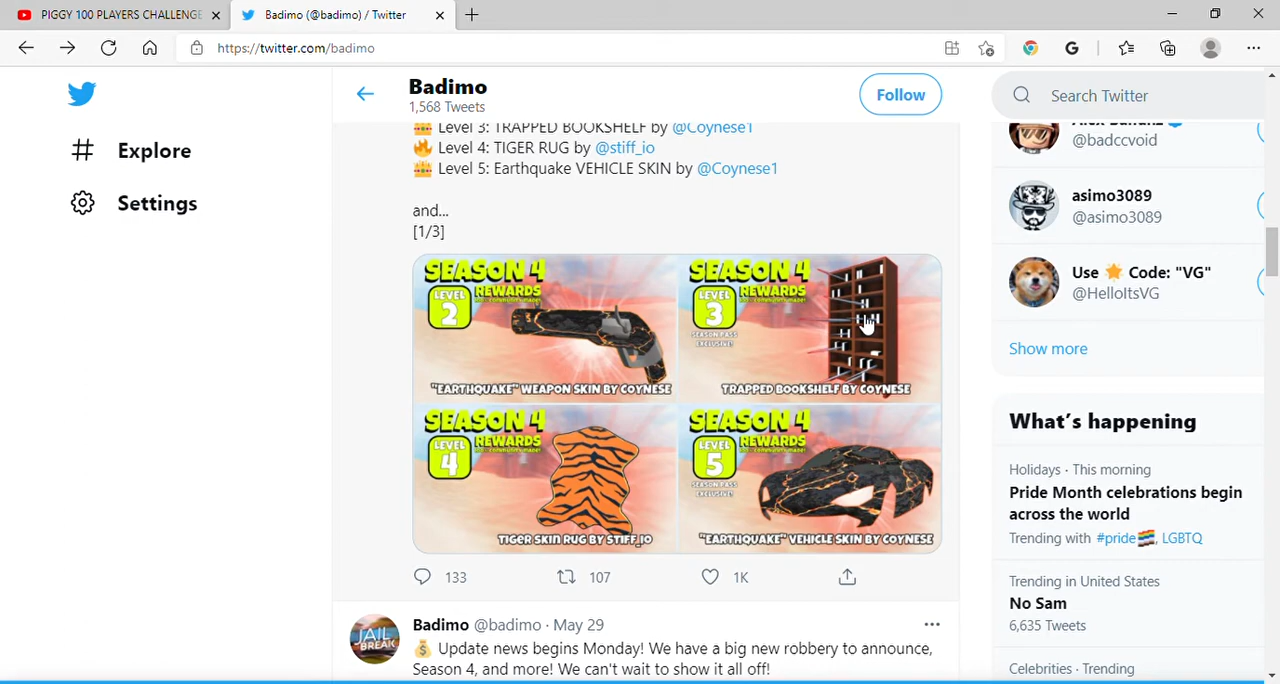 PIGGY 100 PLAYERS CHALLENGE
Badimo (@badimo) / Twitter
https://twitter.com/badimo
Explore
Settings
Badimo
1,568 Tweets
Follow
Level 3: TRAPPED BOOKSHELF by @Coynese1
Level 4: TIGER RUG by @stiff_io
Level 5: Earthquake VEHICLE SKIN by @Coynese1
and...
[1/3]
SEASON 4
REWARDS
LEVEL
2
"EARTHQUAKE" WEAPON SKIN BY COYNESE
SEASON 4
REWARDS
LEVEL
3
SEASON PASS
EXCLUSIVE!
TRAPPED BOOKSHELF BY COYNESE
SEASON 4
REWARDS
LEVEL
4
TIGER SKIN RUG BY STIFF_IO
SEASON 4
REWARDS
LEVEL
5
SEASON PASS
EXCLUSIVE!
"EARTHQUAKE" VEHICLE SKIN BY COYNESE
133
107
1K
Badimo @badimo · May 29
JAIL
BREAK
💰 Update news begins Monday! We have a big new robbery to announce,
Season 4, and more! We can't wait to show it all off!
Search Twitter
@badccvoid
asimo3089
@asimo3089
Use 🌟 Code: "VG"
@HelloItsVG
Show more
What's happening
Holidays · This morning
Pride Month celebrations begin
across the world
Trending with #pride, LGBTQ
Trending in United States
No Sam
6,635 Tweets
Celebrities · Trending